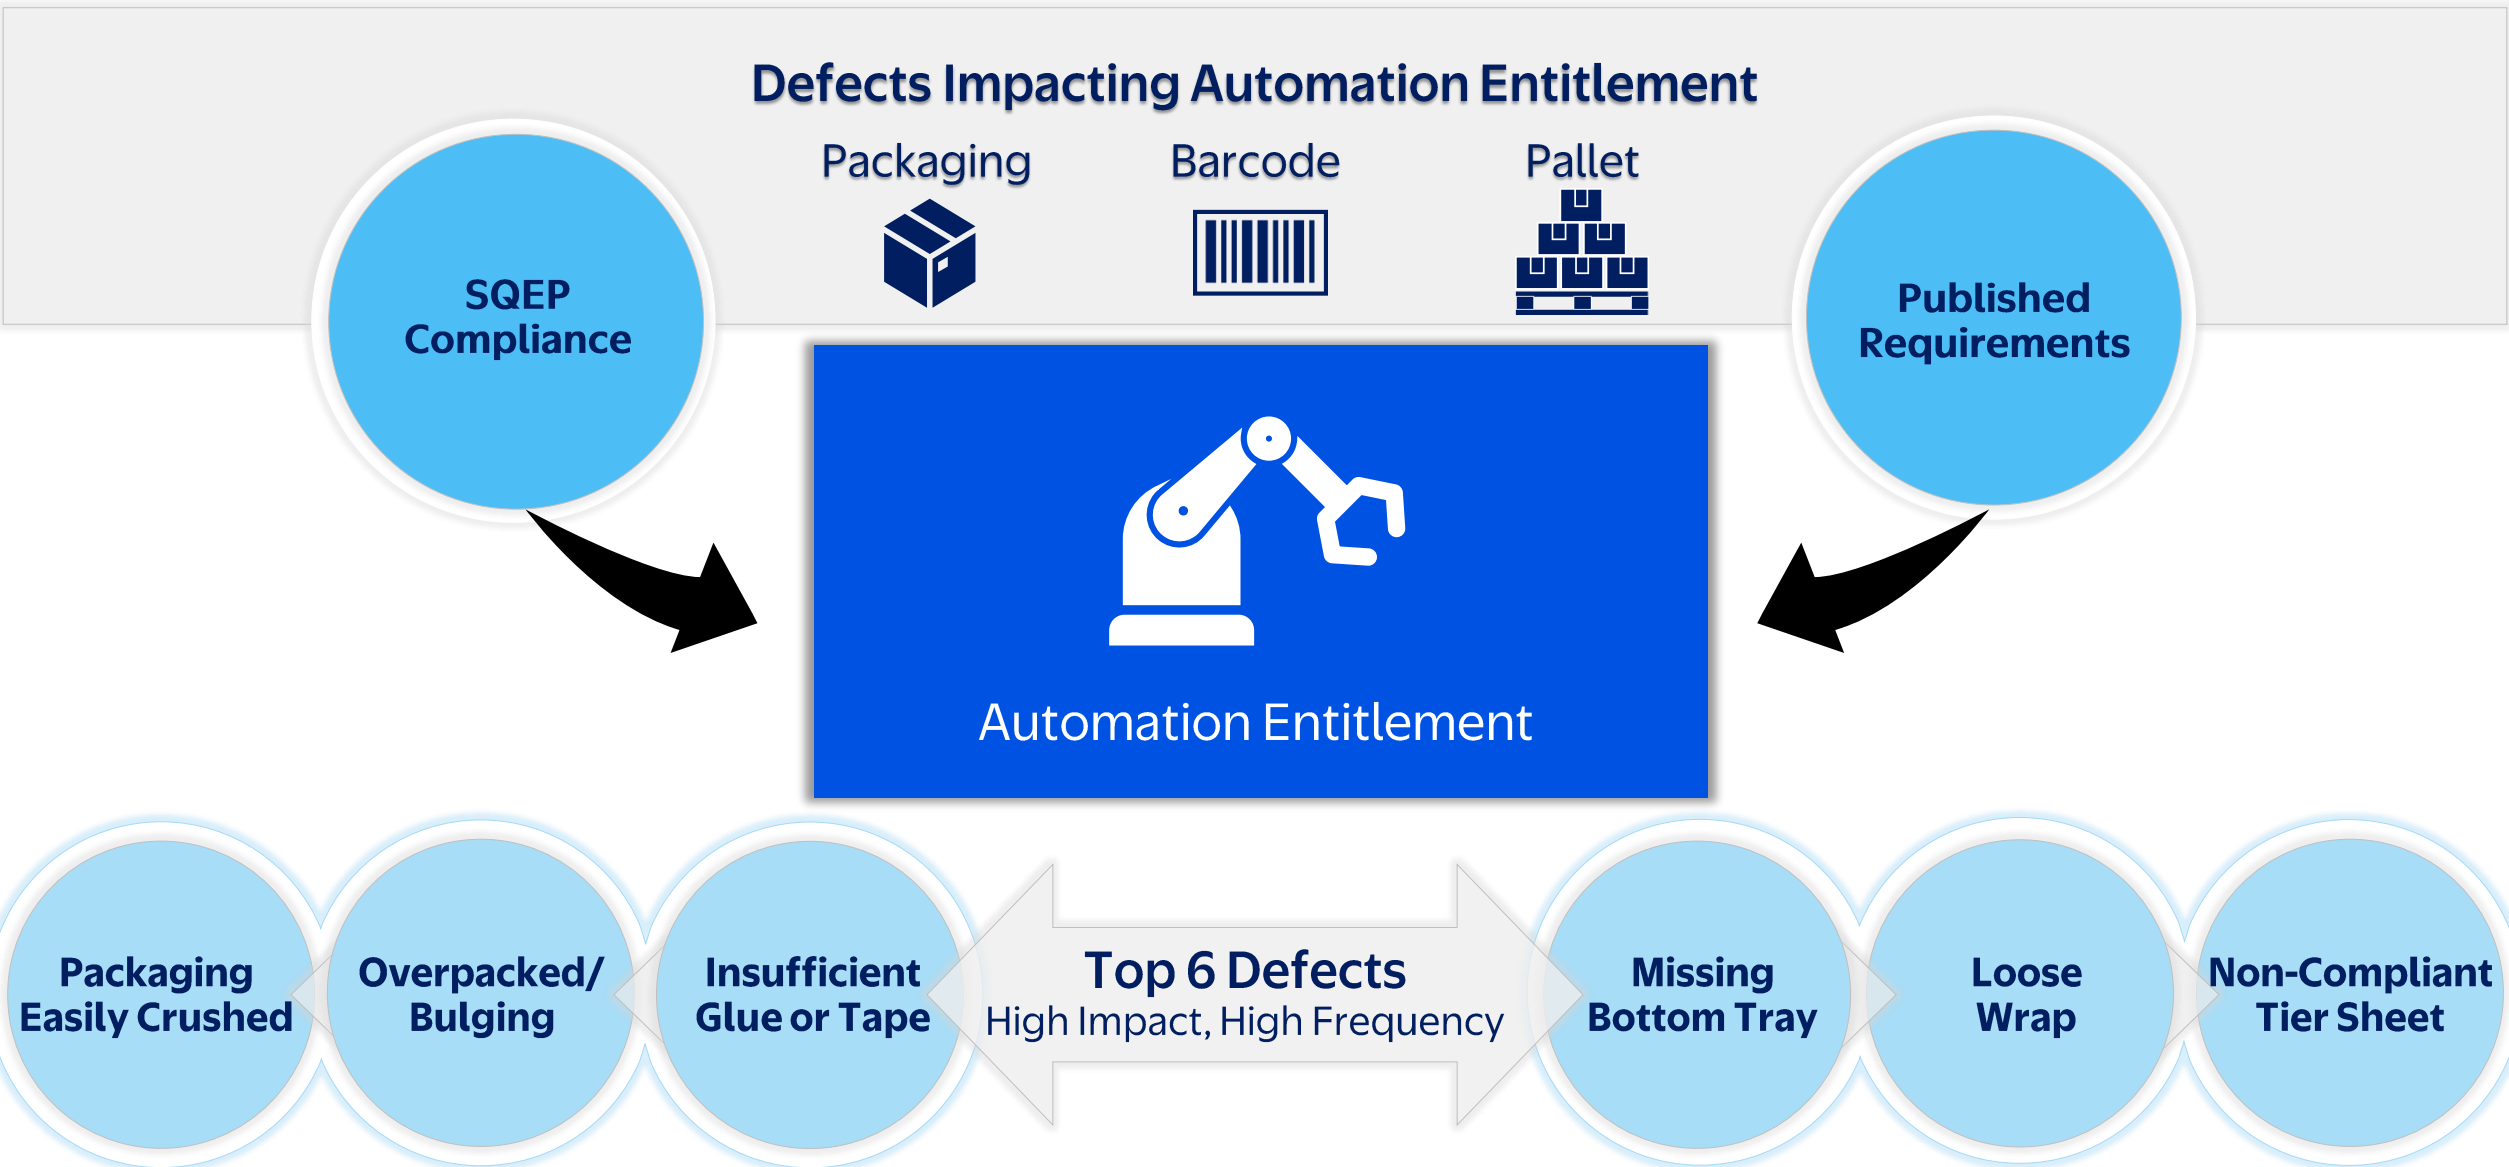 Defects Impacting Automation Entitlement
Packaging
Barcode
Pallet
SQEP
Compliance
Published
Requirements
Automation Entitlement
Packaging
Easily Crushed
Overpacked/
Bulging
Insufficient
Glue or Tape
Top 6 Defects
High Impact, High Frequency
Missing
Bottom Tray
Loose
Wrap
Non-Compliant
Tier Sheet